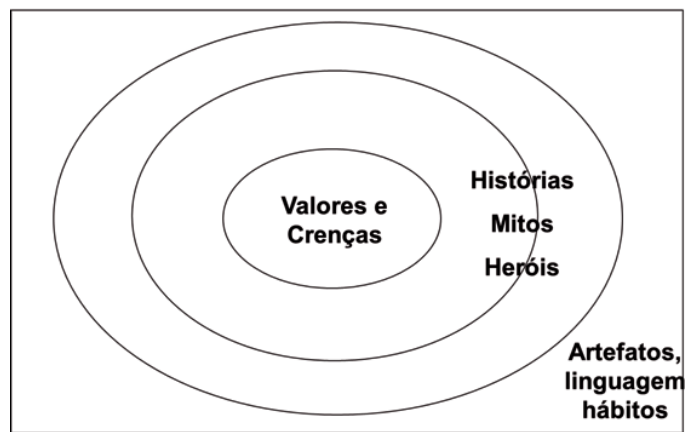 Valores e
Crenças
Histórias
Mitos
Heróis
Artefatos,
linguagem
hábitos